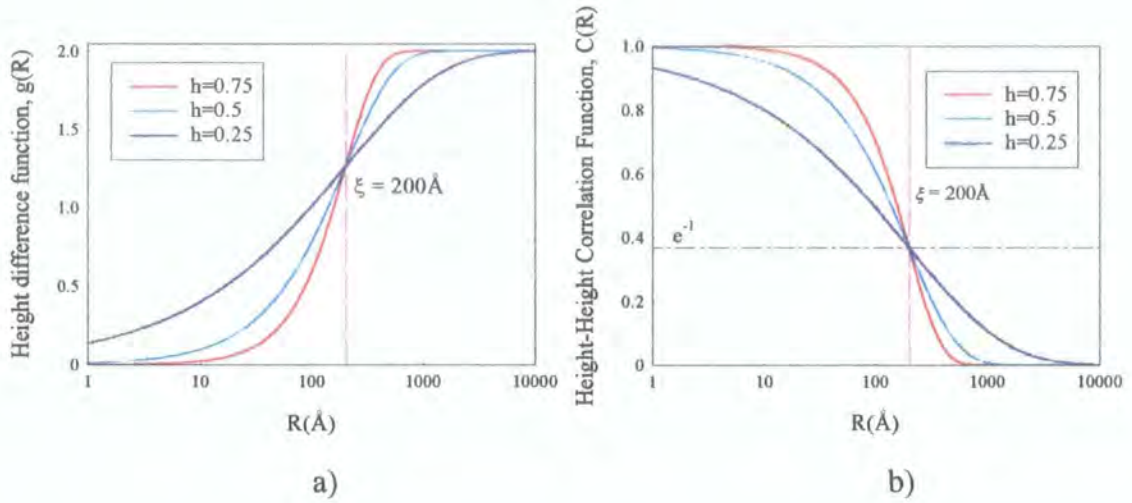 Height difference function, g(R)
2.0
1.5
1.0
0.5
0
h=0.75
h=0.5
h=0.25
ξ = 200Å
1 10 100 1000 10000
R(Å)
a)
Height-Height Correlation Function, C(R)
1.0
0.8
0.6
0.4
0.2
0
h=0.75
h=0.5
h=0.25
ξ = 200Å
e⁻¹
1 10 100 1000 10000
R(Å)
b)